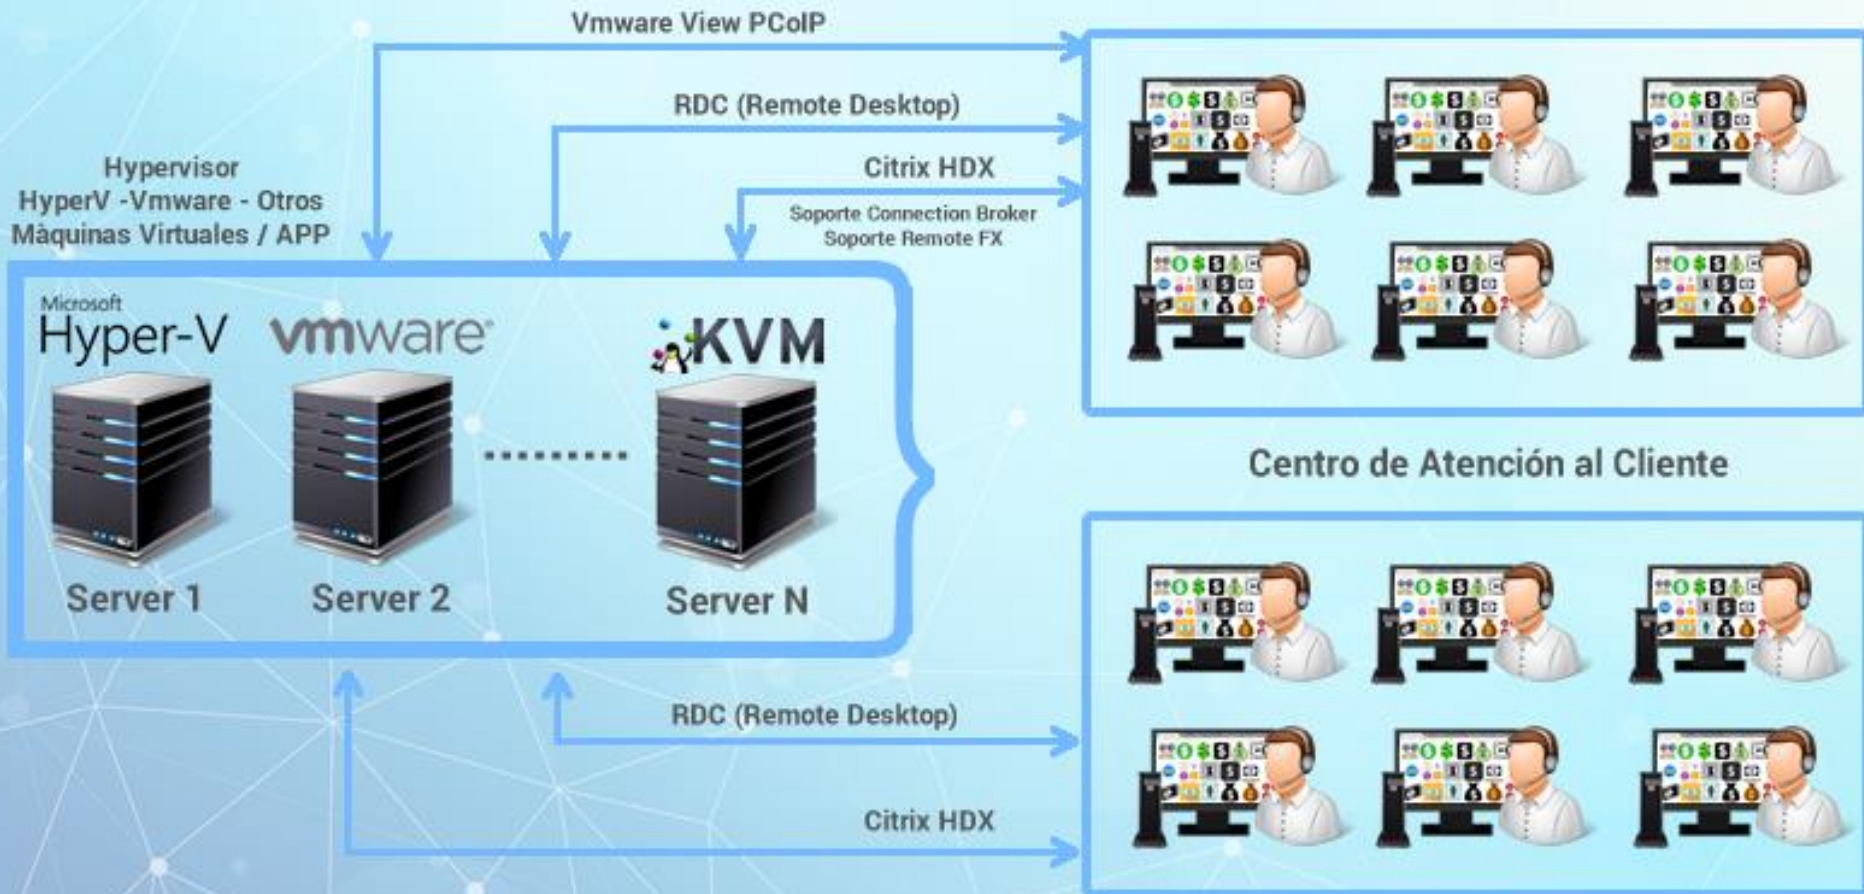 Vmware View PCoIP
RDC (Remote Desktop)
Citrix HDX
Soporte Connection Broker
Soporte Remote FX
Hypervisor
HyperV -Vmware - Otros
Màquinas Virtuales / APP
Microsoft
Hyper-V
vmware
KVM
Server 1
Server 2
Server N
Centro de Atención al Cliente
RDC (Remote Desktop)
Citrix HDX